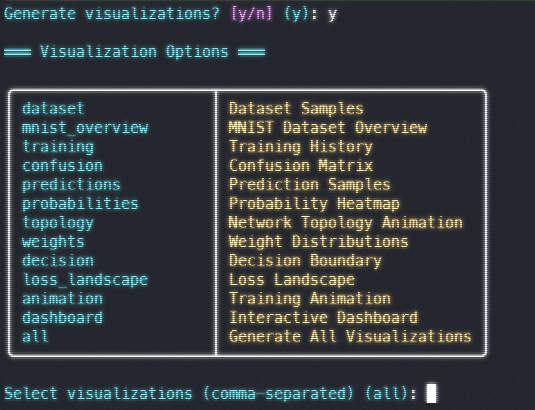 Generate visualizations? [y/n] (y): y
═══ Visualization Options ═══
dataset Dataset Samples
mnist_overview MNIST Dataset Overview
training Training History
confusion Confusion Matrix
predictions Prediction Samples
probabilities Probability Heatmap
topology Network Topology Animation
weights Weight Distributions
decision Decision Boundary
loss_landscape Loss Landscape
animation Training Animation
dashboard Interactive Dashboard
all Generate All Visualizations
Select visualizations (comma-separated) (all):